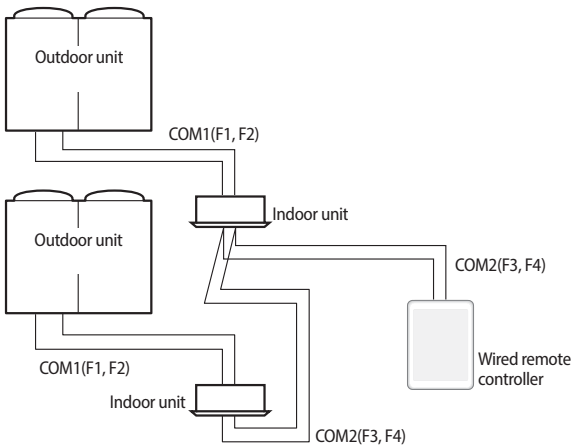 Outdoor unit
COM1(F1, F2)
Indoor unit
Outdoor unit
COM2(F3, F4)
Wired remote
controller
COM1(F1, F2)
Indoor unit
COM2(F3, F4)